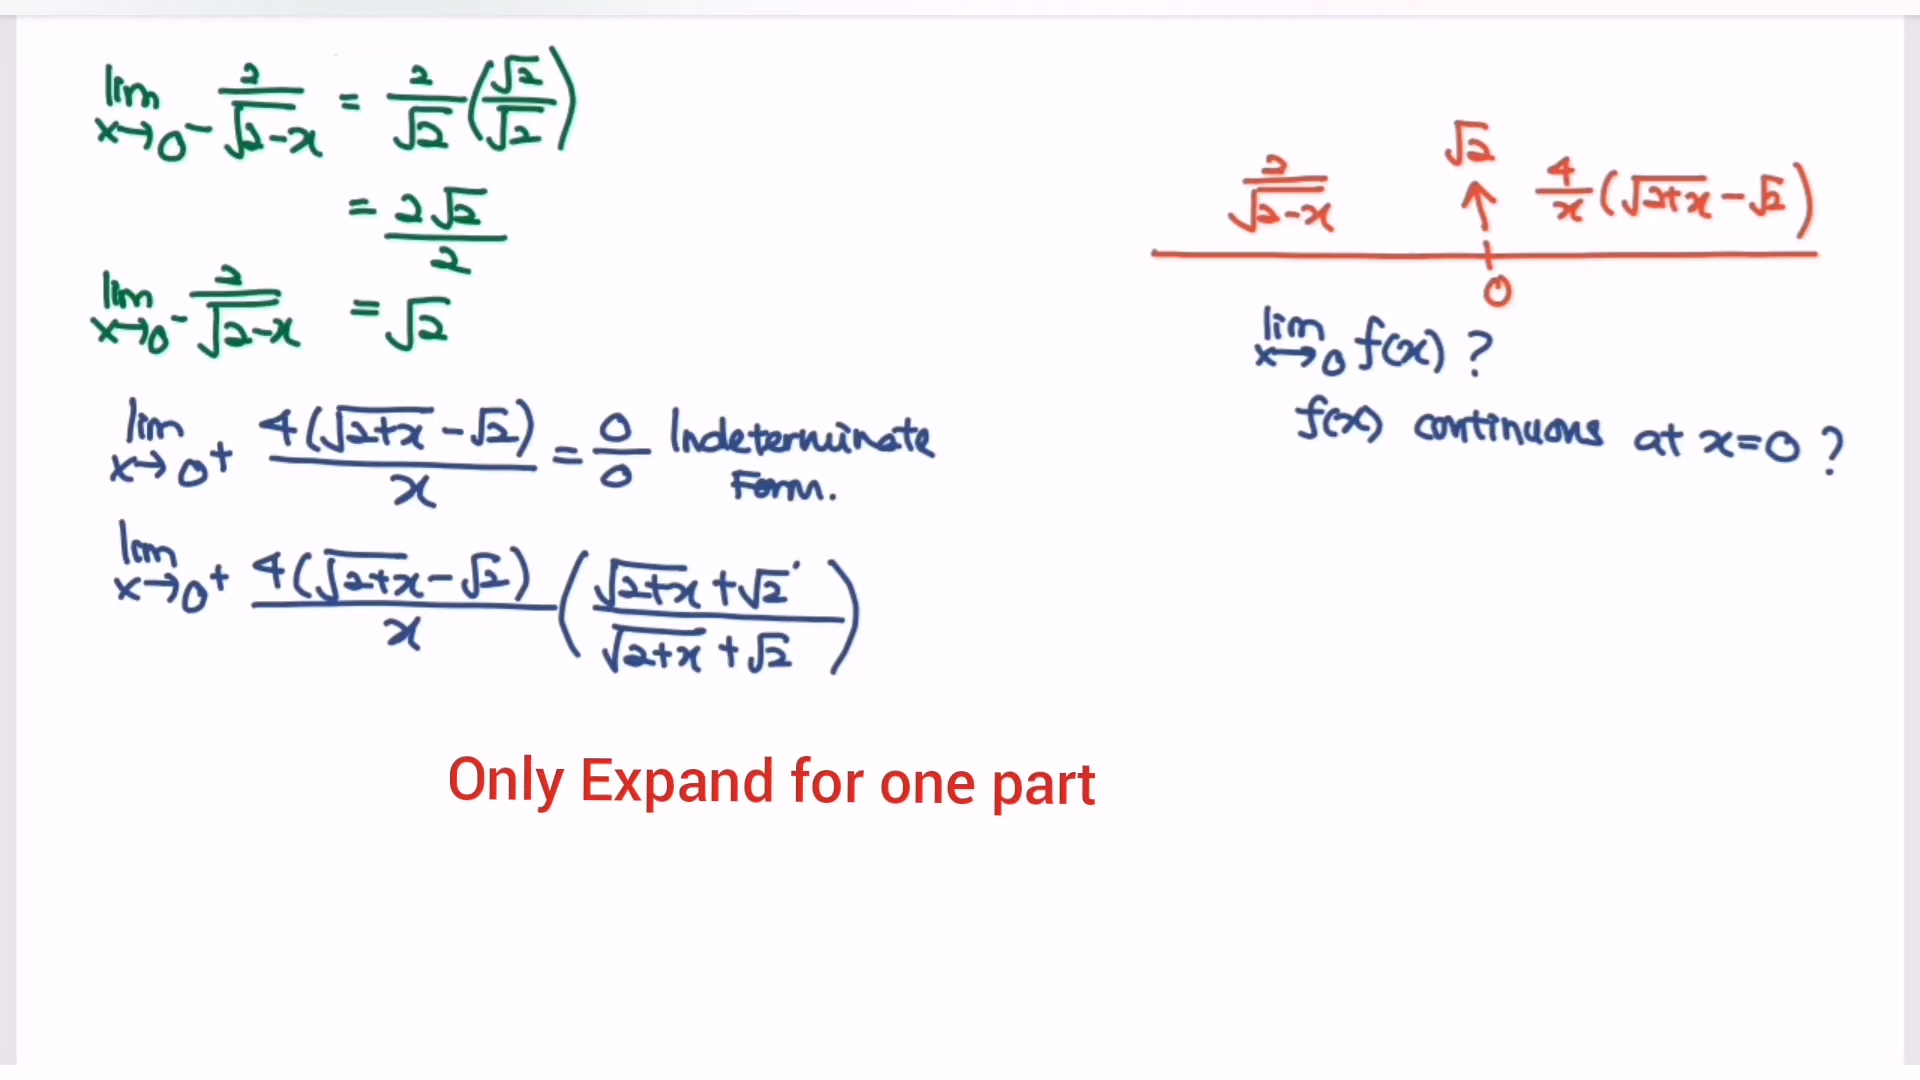 lim x→0⁻ 2/√(2-x) = 2/√2 (√2/√2)
= 2√2/2
lim x→0⁻ 2/√(2-x) = √2
lim x→0⁺ 4(√(2+x) - √2)/x = 0/0 Indeterminate
Form.
lim x→0⁺ 4(√(2+x) - √2)/x (√(2+x) + √2/√(2+x) + √2)
2/√(2-x) √2 4/x (√(2+x) - √2)
0
lim x→0 f(x) ?
f(x) continuous at x=0 ?
Only Expand for one part